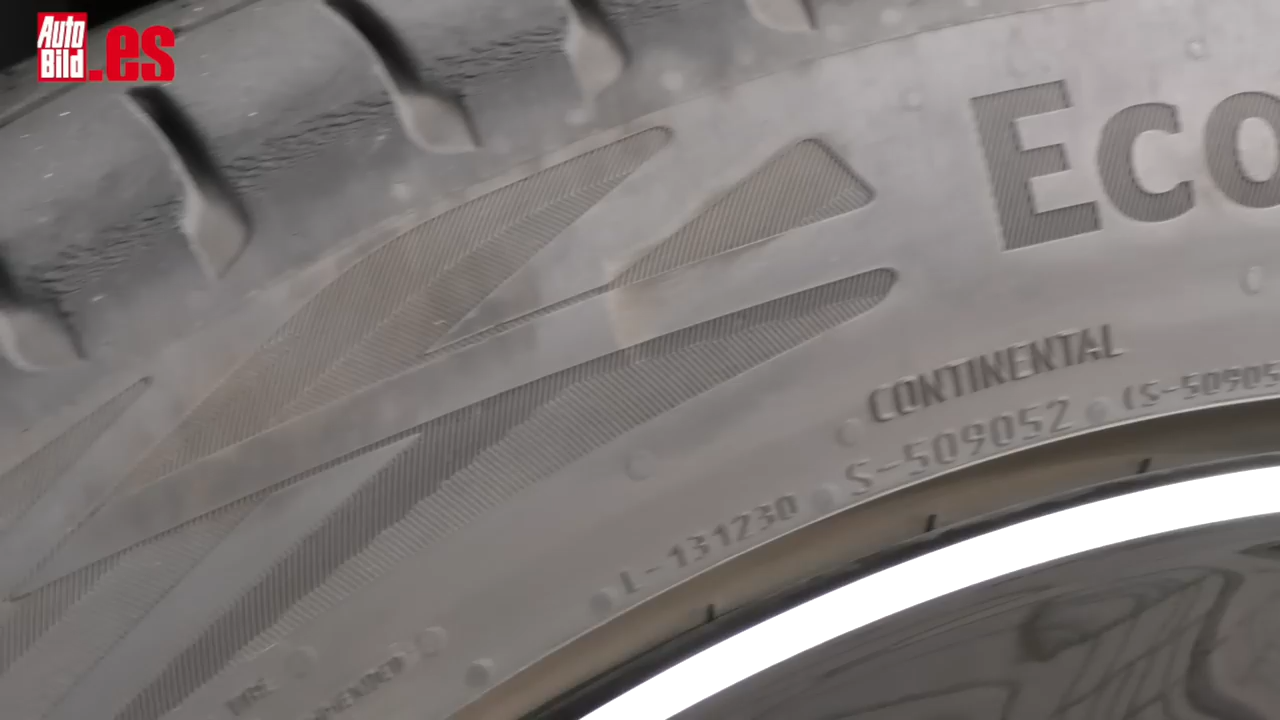 Auto
Bild.es
Eco
CONTINENTAL
S-509052
(S-50905
L-131230